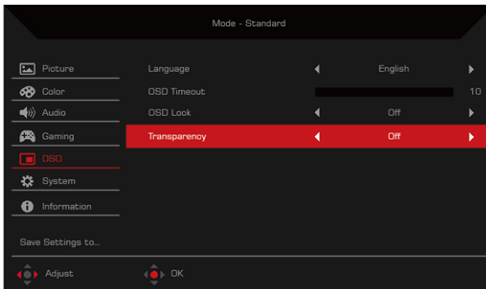 Mode - Standard
Picture
Language English
Color
OSD Timeout 10
Audio
OSD Lock Off
Gaming
Transparency Off
OSD
System
Information
Save Settings to...
Adjust OK